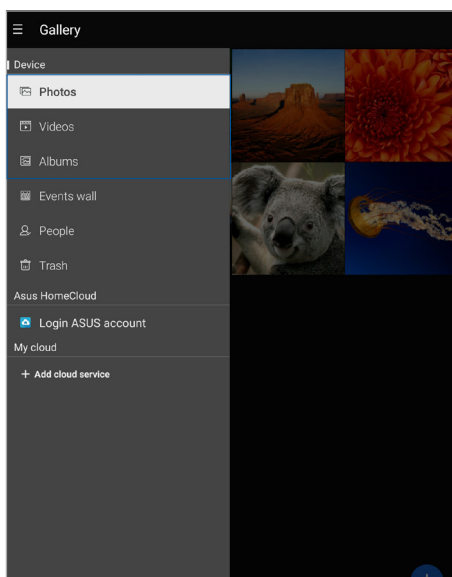 Gallery
Device
Photos
Videos
Albums
Events wall
People
Trash
Asus HomeCloud
Login ASUS account
My cloud
+ Add cloud service